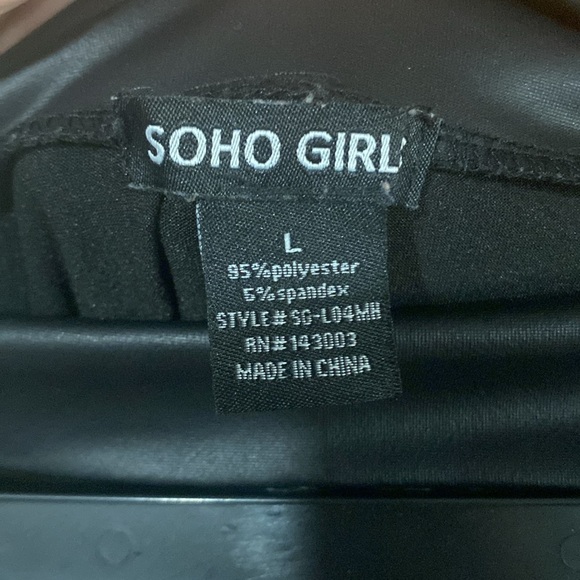 SOHO GIRL
L
95%polyester
5%spandex
STYLE# SG-L04MH
RN#143003
MADE IN CHINA